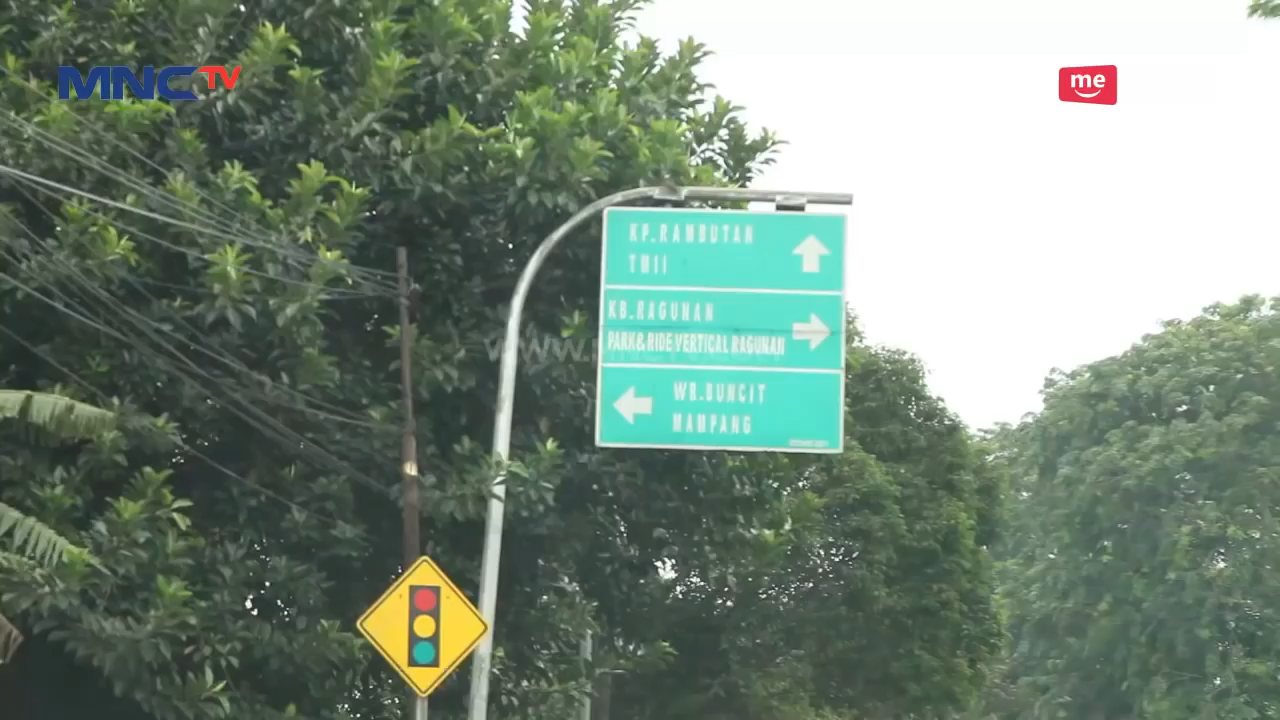 MNCTV
me
KP.RAMBUTAN
TMII
KB.RAGUNAN
PARK&RIDE VERTICAL RAGUNAN
WR.BUNCIT
MAMPANG